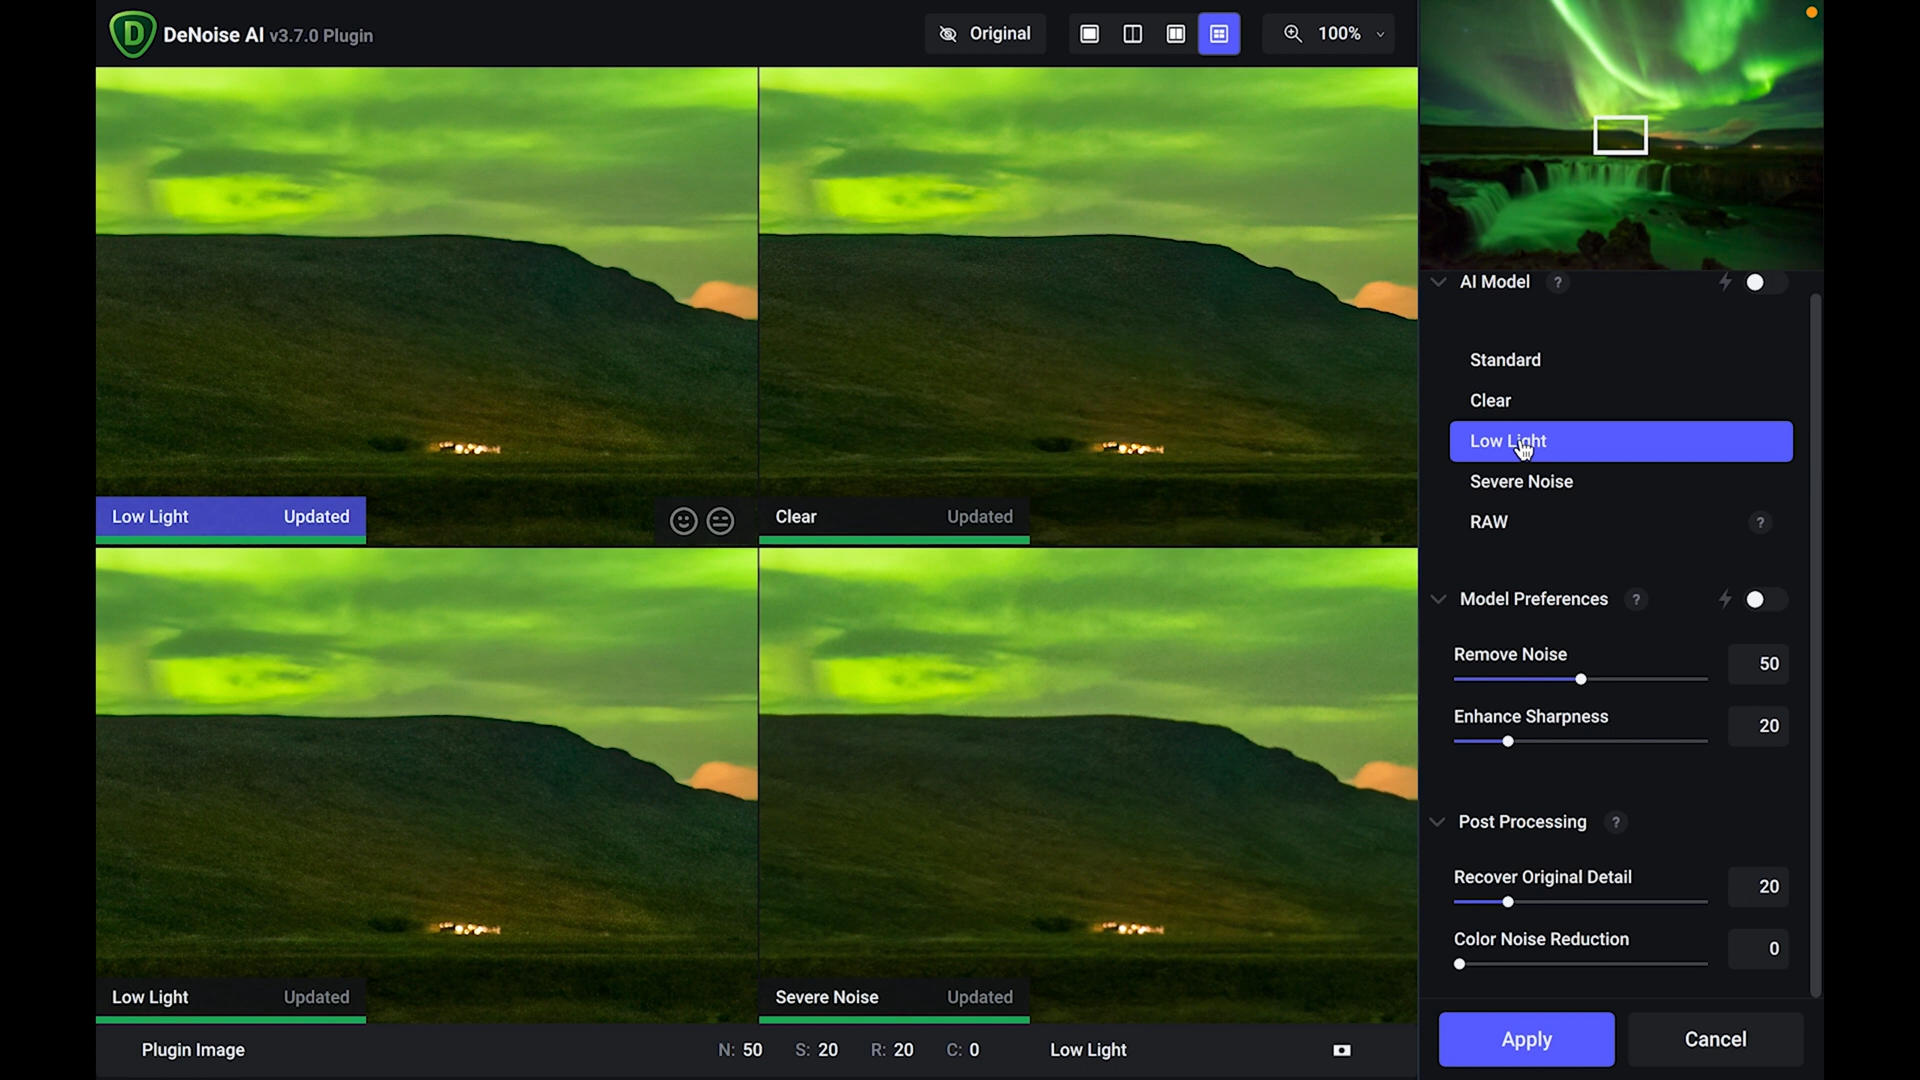 DeNoise AI v3.7.0 Plugin
Original
100%
Low Light Updated
Clear Updated
Low Light Updated
Severe Noise Updated
AI Model ?
Standard
Clear
Low Light
Severe Noise
RAW ?
Model Preferences ?
Remove Noise 50
Enhance Sharpness 20
Post Processing ?
Recover Original Detail 20
Color Noise Reduction 0
Plugin Image N: 50 S: 20 R: 20 C: 0 Low Light
Apply Cancel